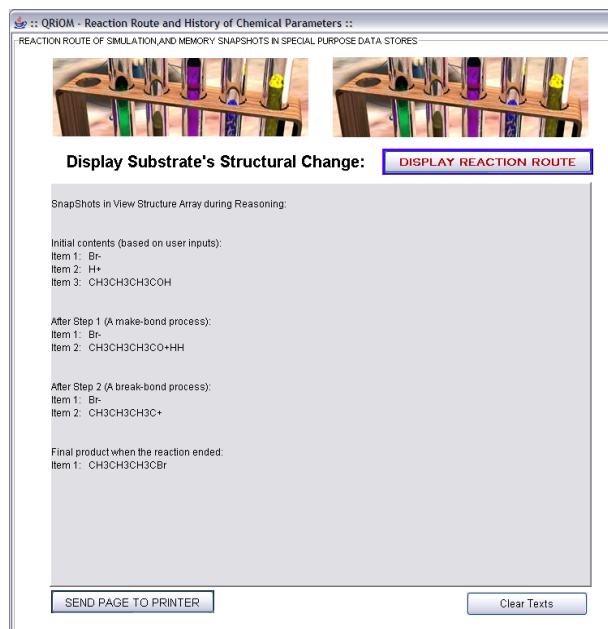 :: QRiOM - Reaction Route and History of Chemical Parameters ::
REACTION ROUTE OF SIMULATION,AND MEMORY SNAPSHOTS IN SPECIAL PURPOSE DATA STORES
Display Substrate's Structural Change:
DISPLAY REACTION ROUTE
SnapShots in View Structure Array during Reasoning:
Initial contents (based on user inputs):
Item 1: Br-
Item 2: H+
Item 3: CH3CH3CH3COH
After Step 1 (A make-bond process):
Item 1: Br-
Item 2: CH3CH3CH3CO+HH
After Step 2 (A break-bond process):
Item 1: Br-
Item 2: CH3CH3CH3C+
Final product when the reaction ended:
Item 1: CH3CH3CH3CBr
SEND PAGE TO PRINTER
Clear Texts